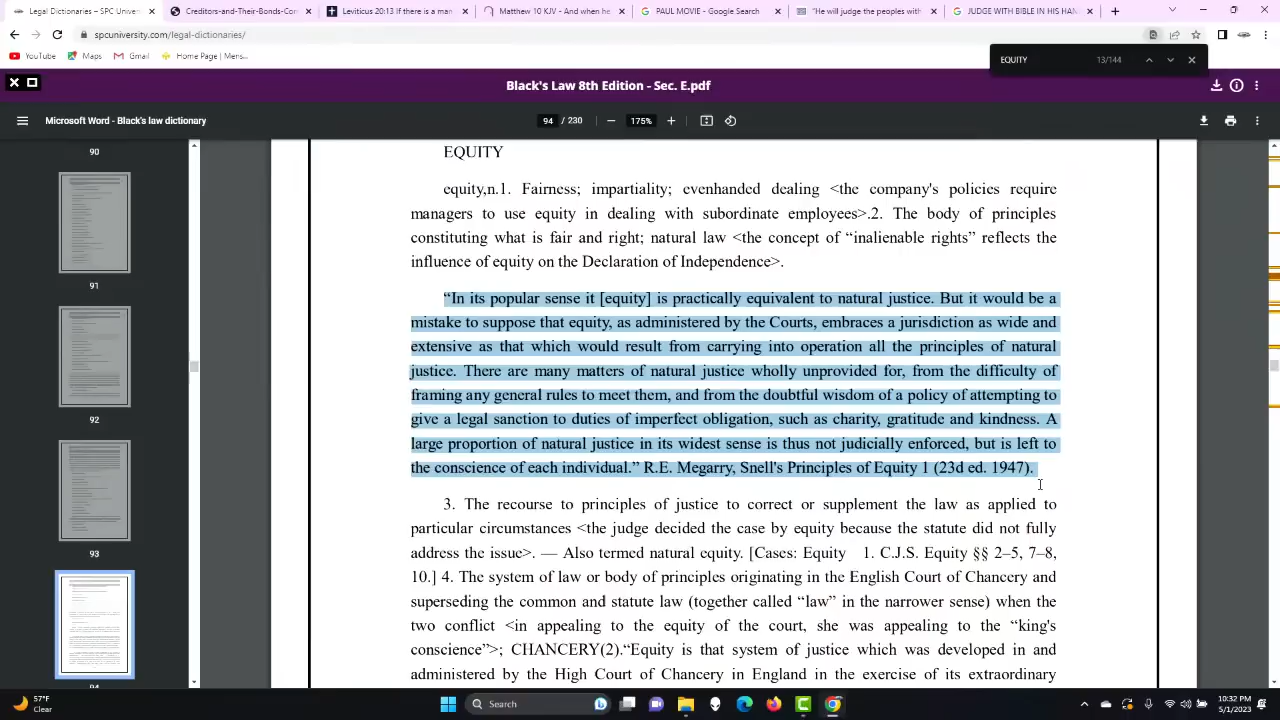 Short Creat
Creditors-and-Their-Bonds-Cor
Leviticus 20:13 If there is a man
Matthew 10 KJV - And when he
PAUL MOVIE - Google Search
"He will judge the peoples with
JUDGE WITH BIBLE IN HIS HAN
spcuniversity.com/legal-dictionaries/
YouTube Maps Gmail Home Page | Mens...
EQUITY 13/144
Black's Law 8th Edition - Sec. E.pdf
Microsoft Word - Black's law dictionary
94 / 230
175%
90
91
92
93
94
EQUITY
equity,n.1. Fairness; impartiality; evenhanded dealing <the company's policies require
managers to use equity in dealing with subordinate employees>.2. The body of principles
constituting what is fair and right; natural law <the concept of “inalienable rights” reflects the
influence of equity on the Declaration of Independence>.
“In its popular sense it [equity] is practically equivalent to natural justice. But it would be a
mistake to suppose that equity, as administered by the Courts, embraces a jurisdiction as wide and
extensive as that which would result from carrying into operation all the principles of natural
justice. There are many matters of natural justice wholly unprovided for, from the difficulty of
framing any general rules to meet them, and from the doubtful wisdom of a policy of attempting to
give a legal sanction to duties of imperfect obligation, such as charity, gratitude and kindness. A
large proportion of natural justice in its widest sense is thus not judicially enforced, but is left to
the conscience of each individual.” R.E. Megarry, Snell's Principles of Equity 1 (23d ed. 1947).
3. The recourse to principles of justice to correct or supplement the law as applied to
particular circumstances <the judge decided the case by equity because the statute did not fully
address the issue>. — Also termed natural equity. [Cases: Equity 1. C.J.S. Equity §§ 2–5, 7–8,
10.] 4. The system of law or body of principles originating in the English Court of Chancery and
superseding the common and statute law (together called “law” in the narrower sense) when the
two conflict <in appealing to the equity of the court, she was appealing to the “king's
conscience”>. CHANCERY(2).“Equity is that system of justice which was developed in and
administered by the High Court of Chancery in England in the exercise of its extraordinary
57°F
Clear
Search
10:32 PM
5/1/2023